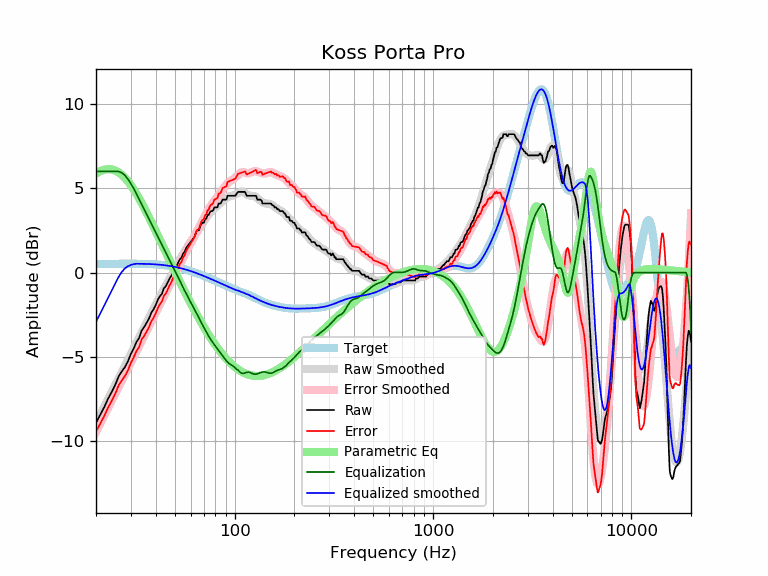 Koss Porta Pro
10
5
0
−5
−10
Amplitude (dBr)
Target
Raw Smoothed
Error Smoothed
Raw
Error
Parametric Eq
Equalization
Equalized smoothed
100
1000
10000
Frequency (Hz)